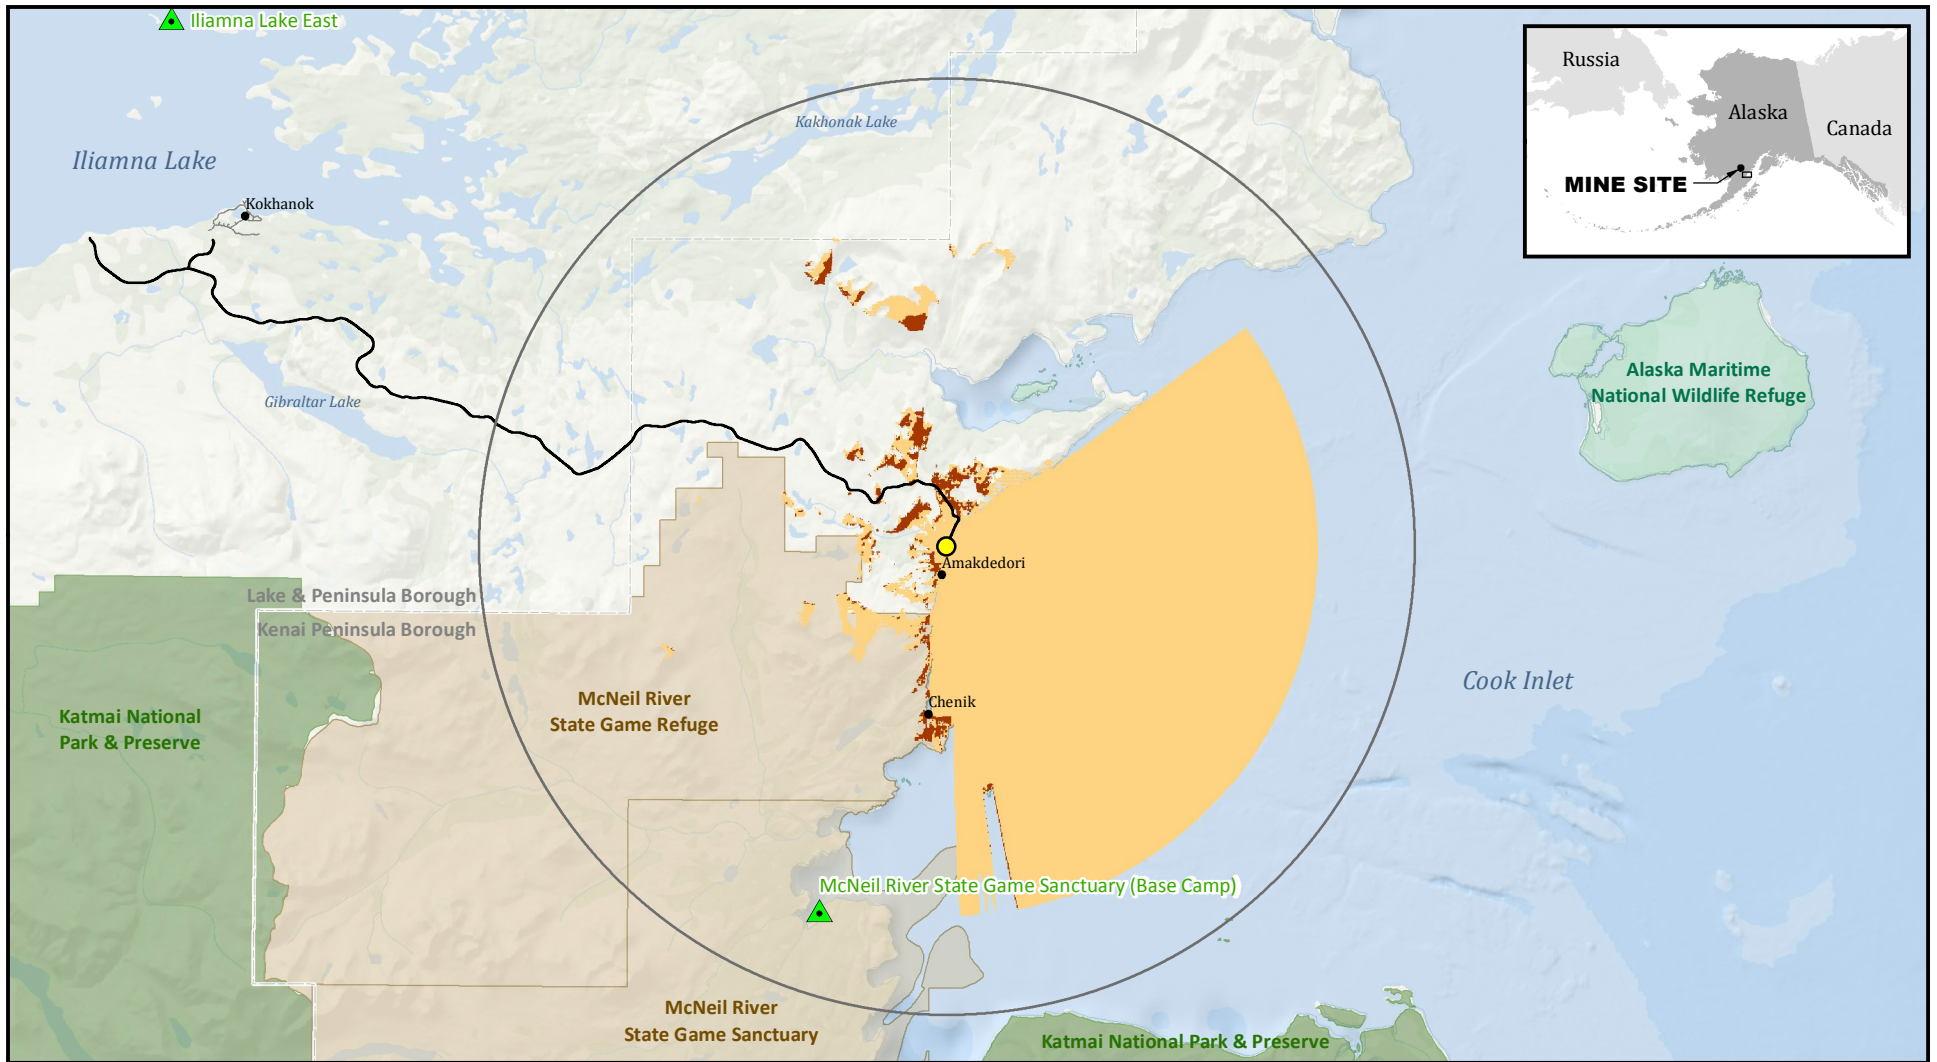 Iliamna Lake East
Russia
Alaska
Canada
MINE SITE
Kakhonak Lake
Iliamna Lake
Kokhanok
Alaska Maritime
National Wildlife Refuge
Gibraltar Lake
Amakdedori
Lake & Peninsula Borough
Kenai Peninsula Borough
Cook Inlet
McNeil River
State Game Refuge
Chenik
Katmai National
Park & Preserve
McNeil River State Game Sanctuary (Base Camp)
McNeil River
State Game Sanctuary
Katmai National Park & Preserve